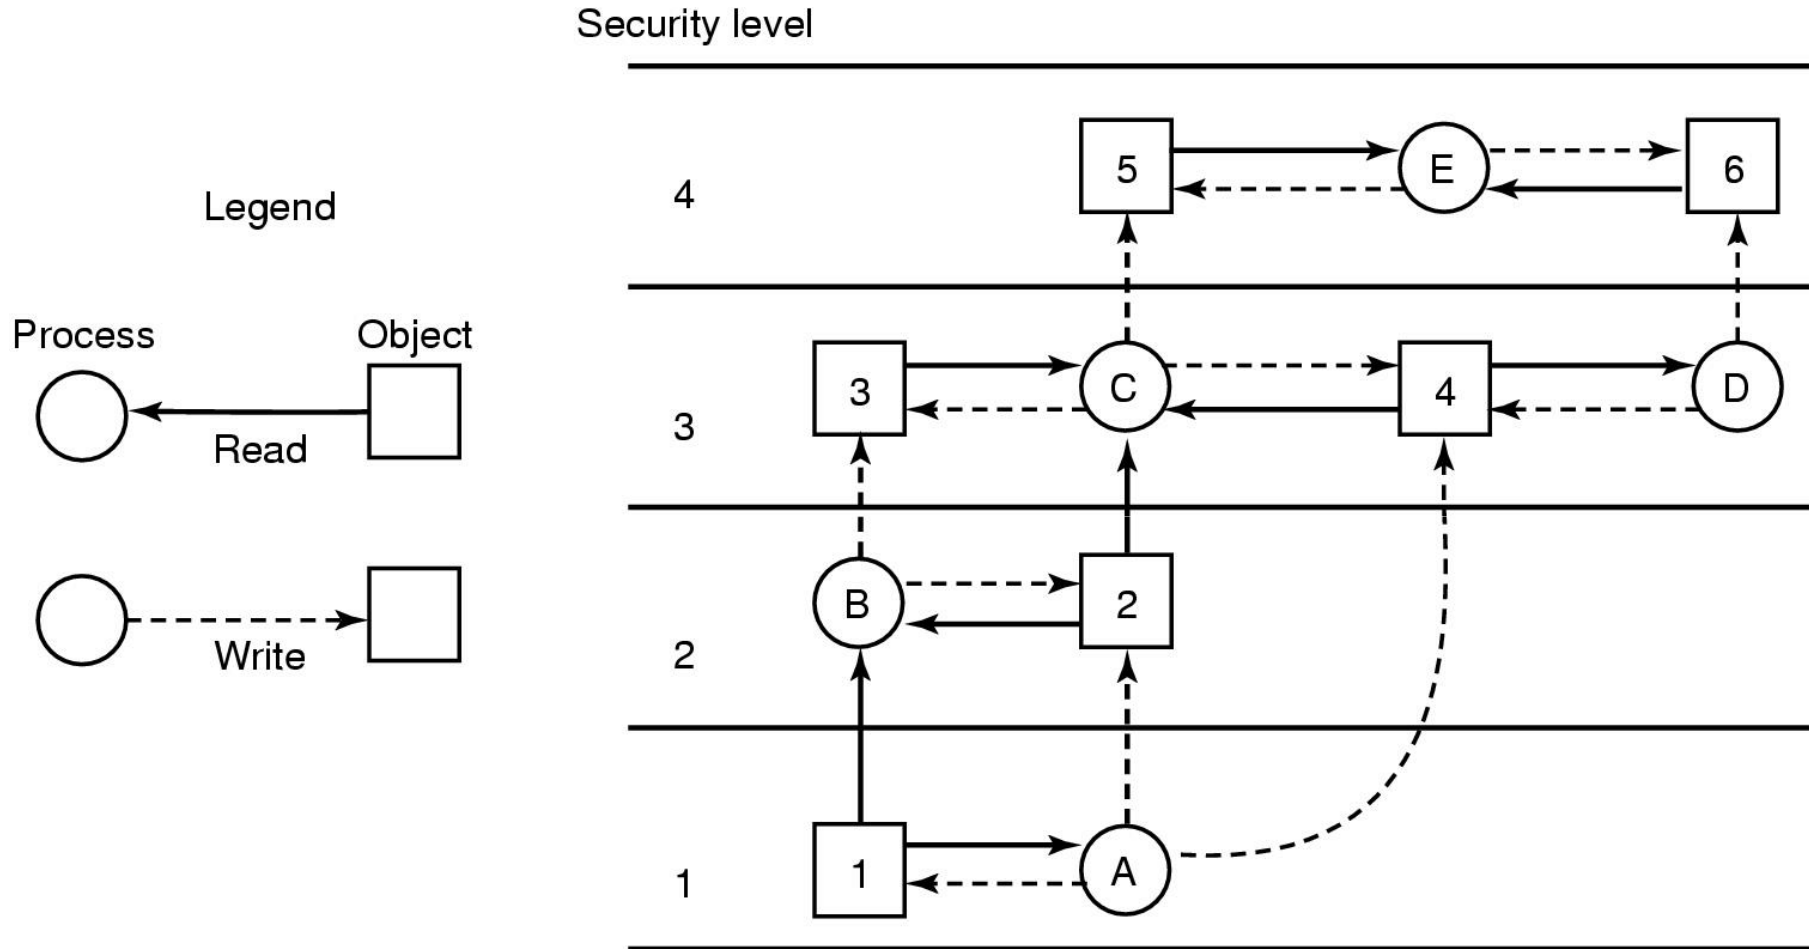 Security level
Legend
Process
Object
Read
Write
4
5
E
6
3
3
C
4
D
2
B
2
1
1
A